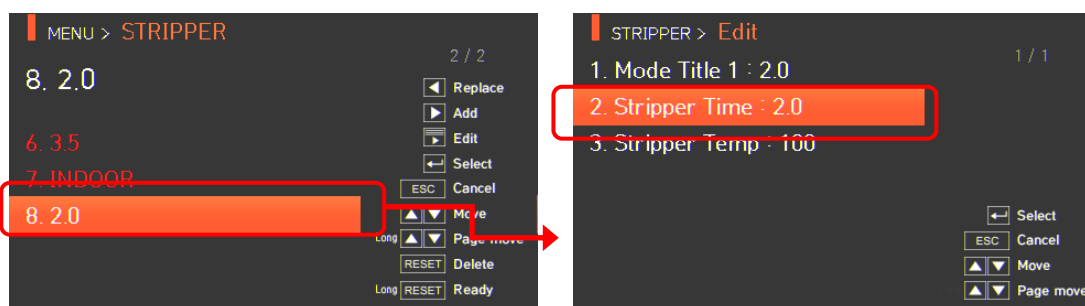 MENU > STRIPPER
2 / 2
8. 2.0
6. 3.5
7. INDOOR
8. 2.0
Replace
Add
Edit
Select
ESC Cancel
Move
Long Page move
RESET Delete
Long RESET Ready
STRIPPER > Edit
1 / 1
1. Mode Title 1 : 2.0
2. Stripper Time : 2.0
3. Stripper Temp : 100
Select
ESC Cancel
Move
Page move